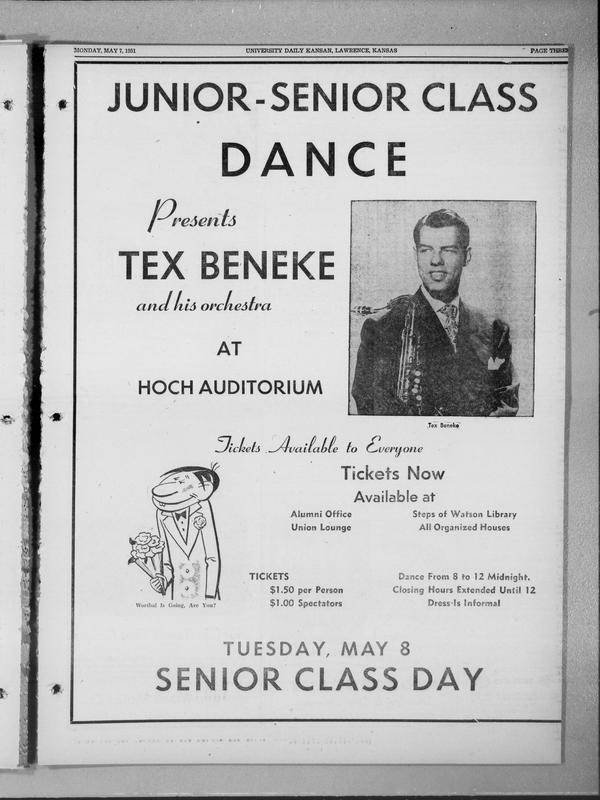 MONDAY, MAY 7, 1951 UNIVERSITY DAILY KANSAN, LAWRENCE, KANSAS PAGE THREE
JUNIOR-SENIOR CLASS
DANCE
Presents
TEX BENEKE
and his orchestra
AT
HOCH AUDITORIUM
Tex Beneke
Tickets Available to Everyone
Tickets Now
Available at
Alumni Office Steps of Watson Library
Union Lounge All Organized Houses
Worthal Is Going, Are You?
TICKETS
$1.50 per Person
$1.00 Spectators
Dance From 8 to 12 Midnight.
Closing Hours Extended Until 12
Dress Is Informal
TUESDAY, MAY 8
SENIOR CLASS DAY